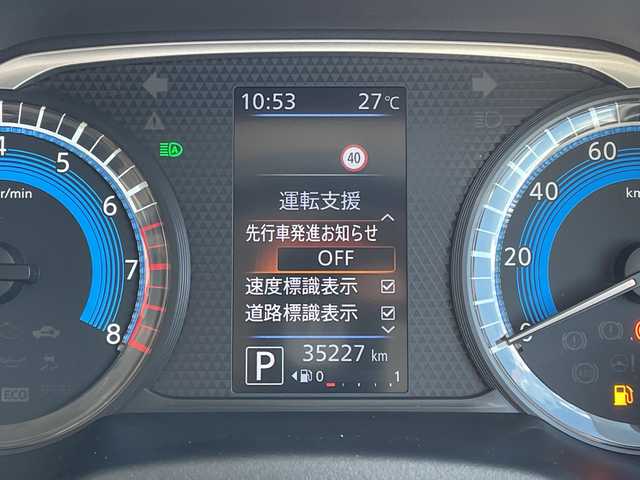 10:53 27℃
40
運転支援
先行車発進お知らせ
OFF
速度標識表示
道路標識表示
P 35227 km
0 1
4
5
6
7
8
r/min
ECO
A
60
40
20
0
km